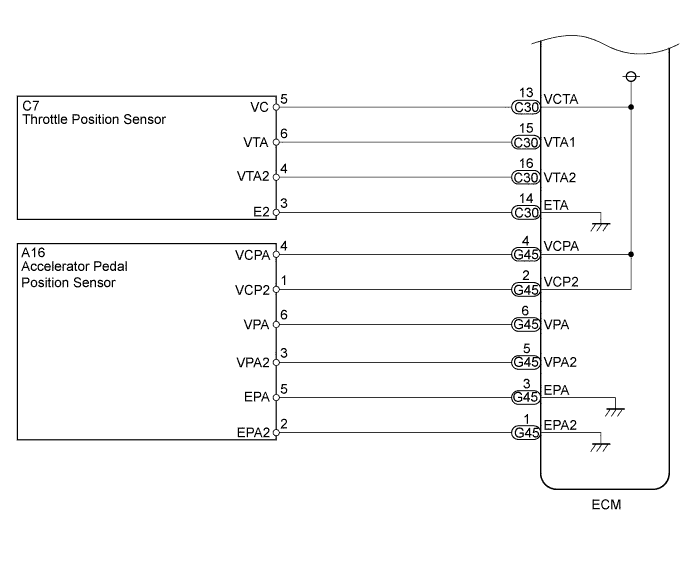 C7
Throttle Position Sensor
VC 5 13 C30 VCTA
VTA 6 15 C30 VTA1
VTA2 4 16 C30 VTA2
E2 3 14 C30 ETA
A16
Accelerator Pedal
Position Sensor
VCPA 4 4 G45 VCPA
VCP2 1 2 G45 VCP2
VPA 6 6 G45 VPA
VPA2 3 5 G45 VPA2
EPA 5 3 G45 EPA
EPA2 2 1 G45 EPA2
ECM